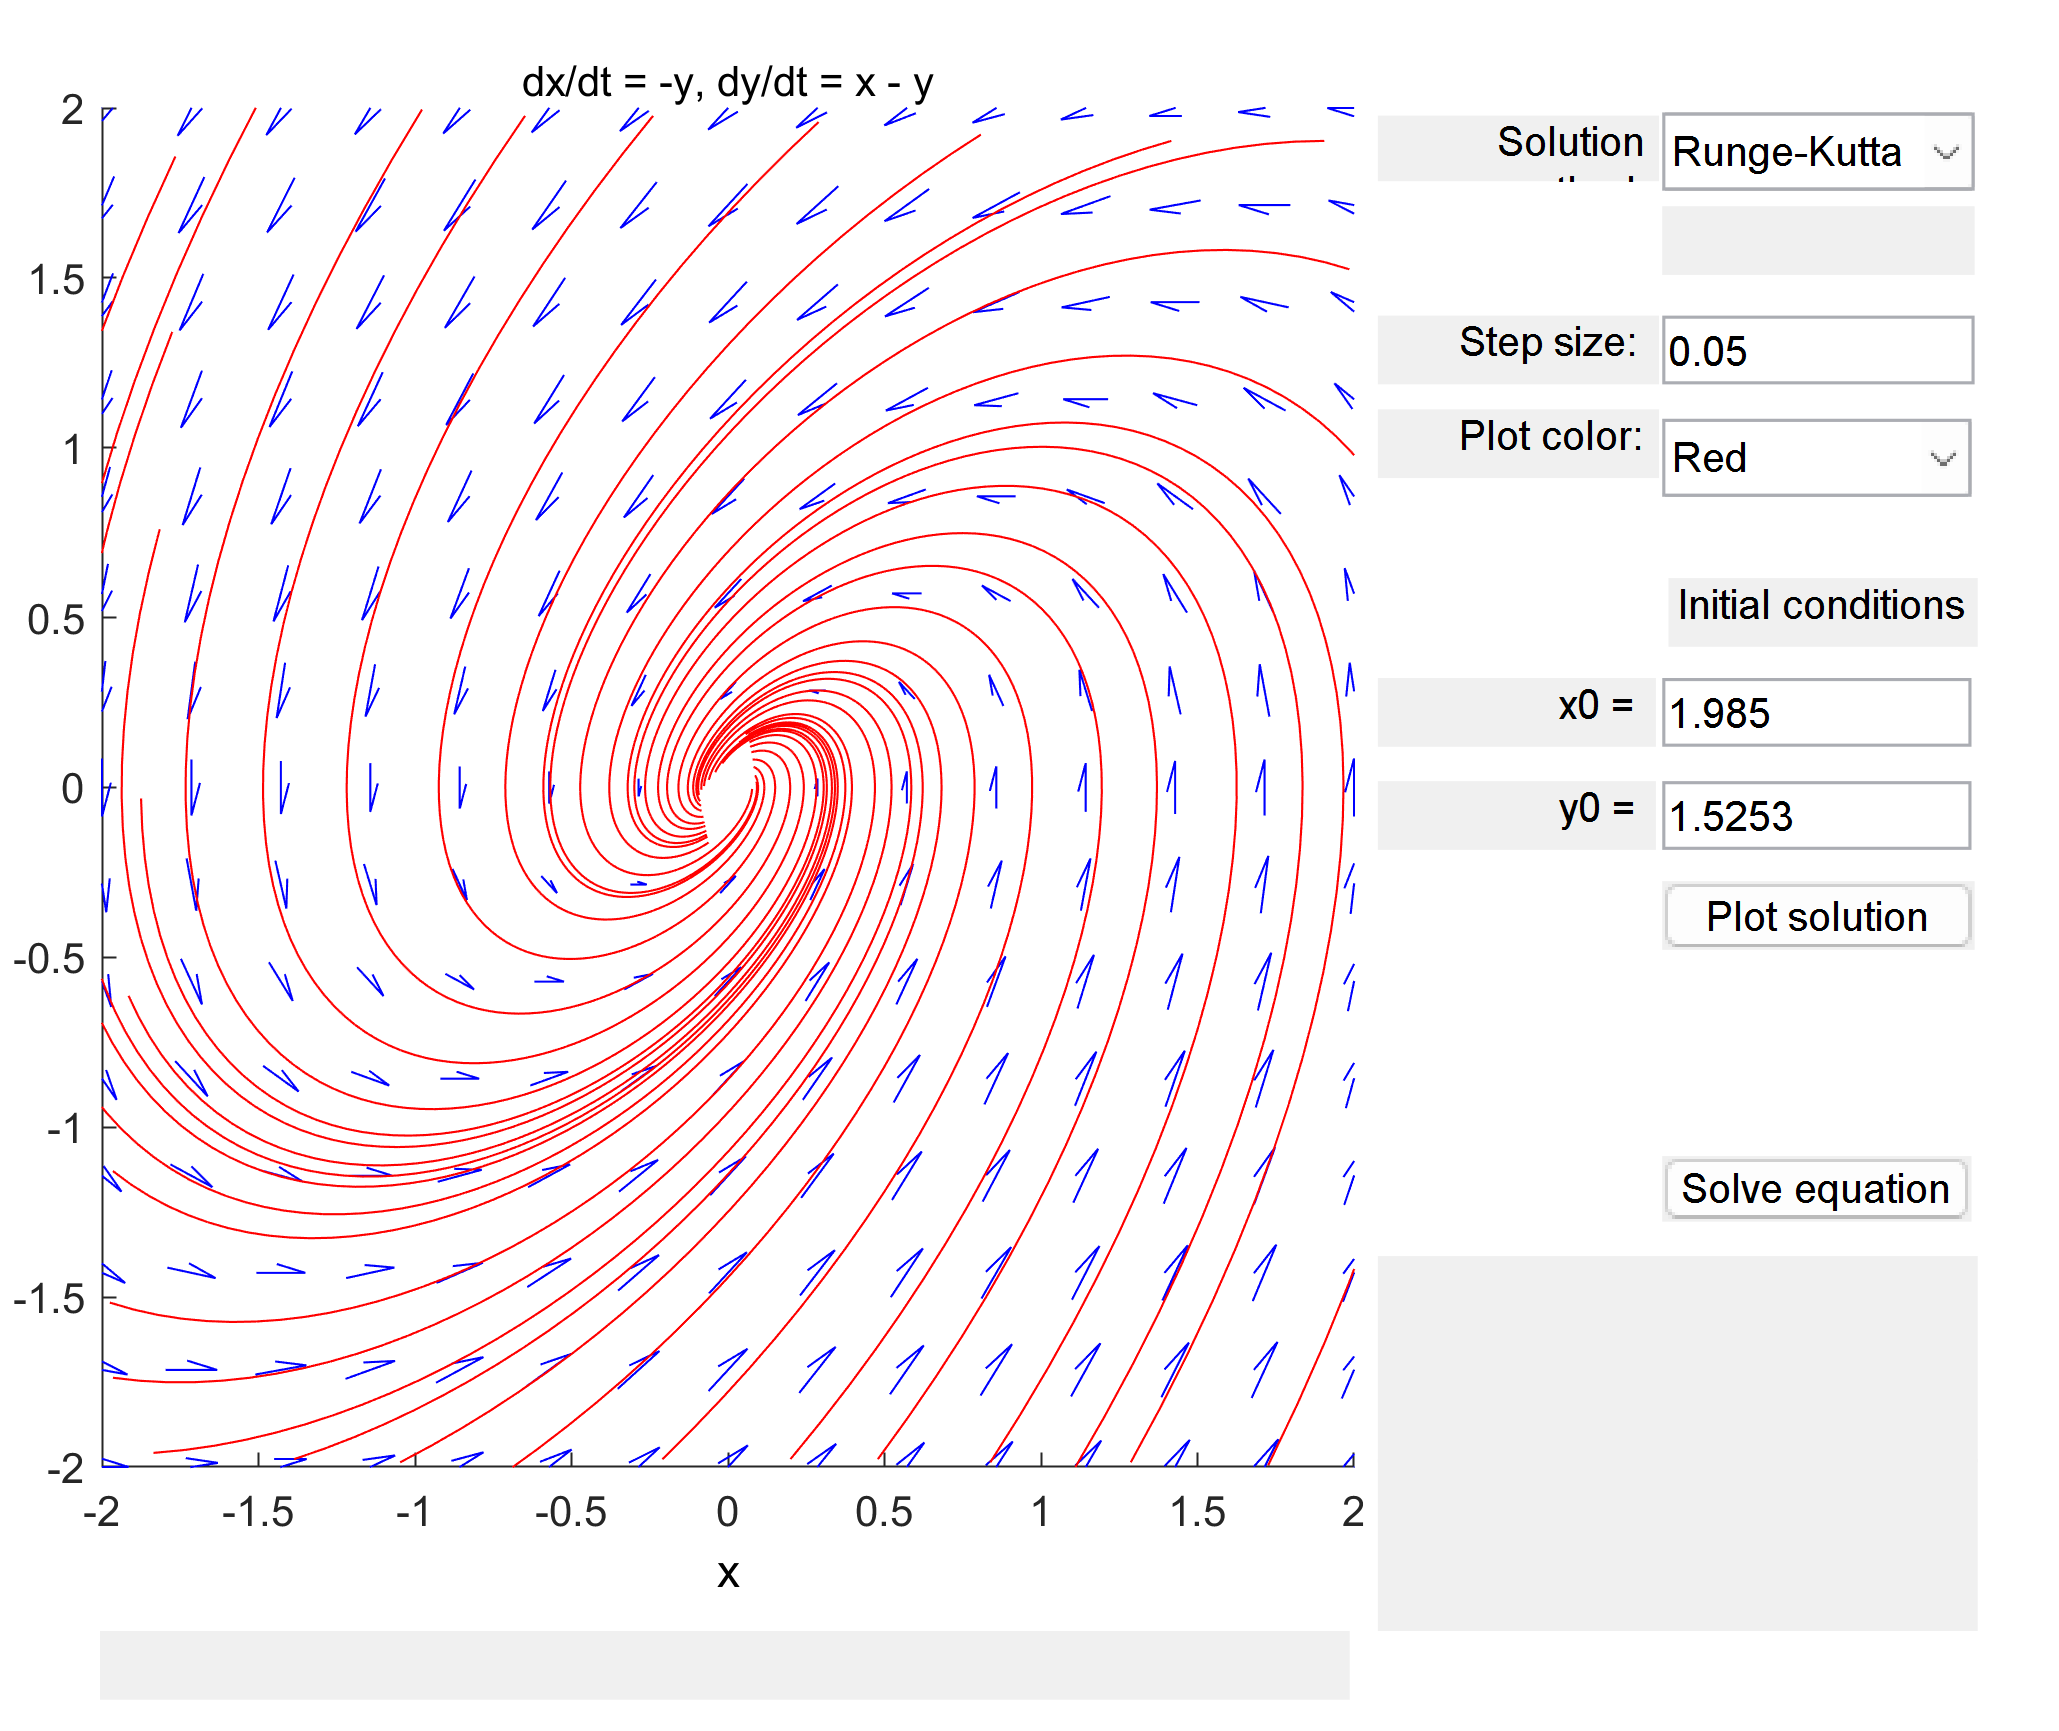 dx/dt = -y, dy/dt = x - y
2
1.5
1
0.5
0
-0.5
-1
-1.5
-2
-2 -1.5 -1 -0.5 0 0.5 1 1.5 2
x
Solution
Runge-Kutta
Step size: 0.05
Plot color: Red
Initial conditions
x0 = 1.985
y0 = 1.5253
Plot solution
Solve equation